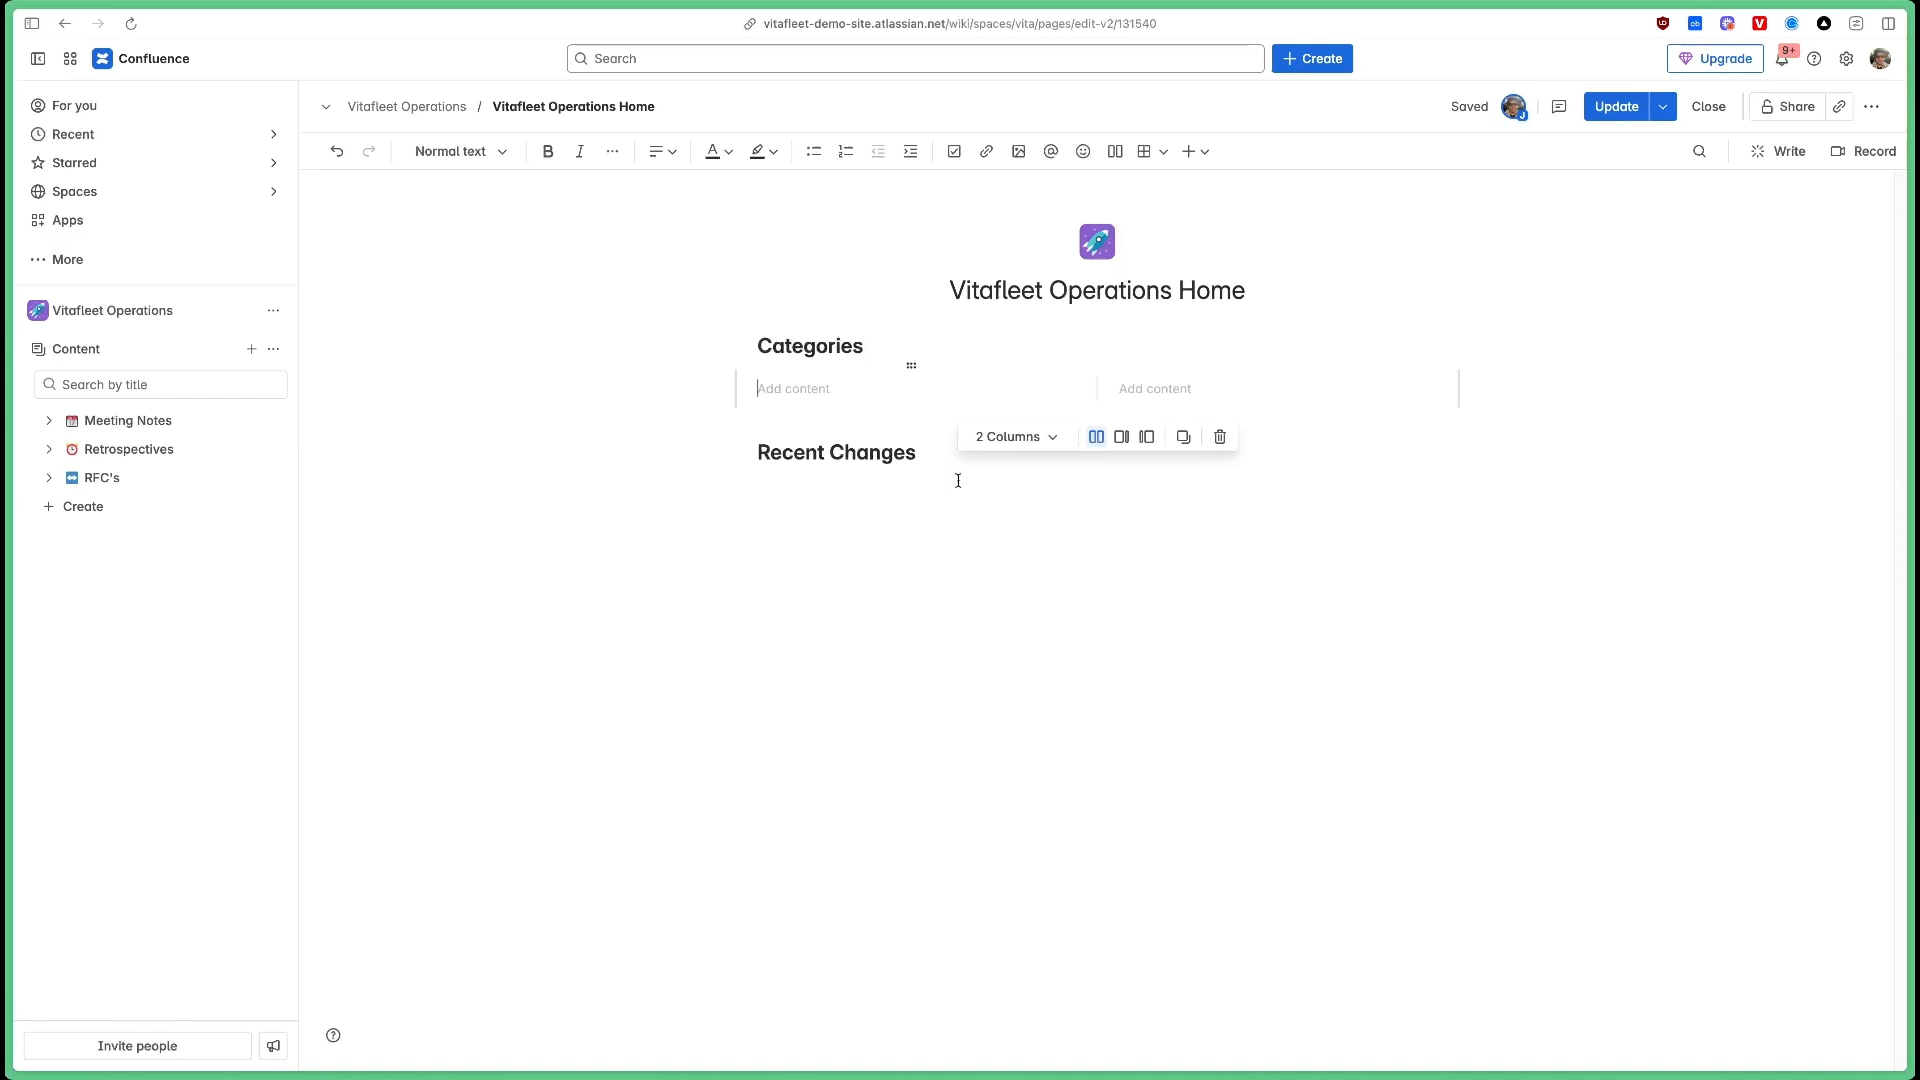 vitafleet-demo-site.atlassian.net/wiki/spaces/vita/pages/edit-v2/131540
Confluence
Search
Create
Upgrade
9+
For you
Recent
Starred
Spaces
Apps
More
Vitafleet Operations
Content
Search by title
Meeting Notes
Retrospectives
RFC's
Create
Invite people
Vitafleet Operations / Vitafleet Operations Home
Saved
J
Update
Close
Share
Normal text
B
I
A
Write
Record
Vitafleet Operations Home
Categories
Add content
Add content
2 Columns
Recent Changes